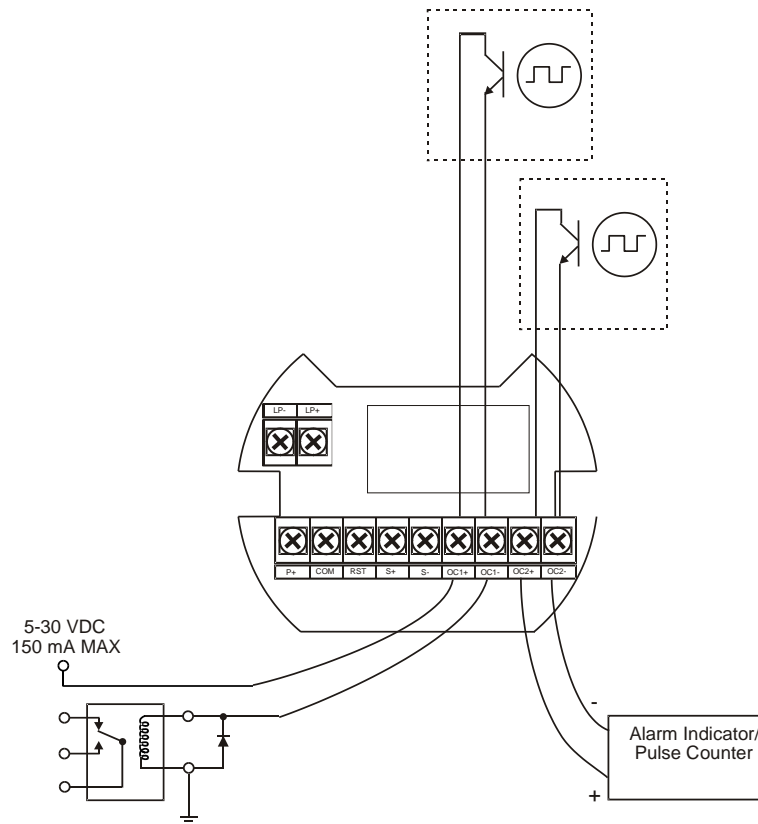 LP- LP+
P+ COM RST S+ S- OC1+ OC1- OC2+ OC2-
5-30 VDC
150 mA MAX
-
Alarm Indicator/
Pulse Counter
+